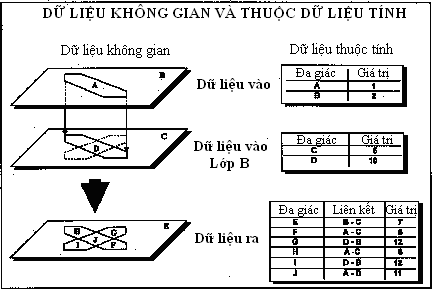 DỮ LIỆU KHÔNG GIAN VÀ THUỘC DỮ LIỆU TÍNH
Dữ liệu không gian
Dữ liệu thuộc tính
A
B
Dữ liệu vào
Đa giác Giá trị
A 1
B 2
D
C
Dữ liệu vào
Lớp B
Đa giác Giá trị
C 5
D 10
H G
I J F
E
Dữ liệu ra
Đa giác Liên kết Giá trị
E B - C 7
F A - C 6
G D - B 12
H A - C 6
I D - B 12
J A - D 11